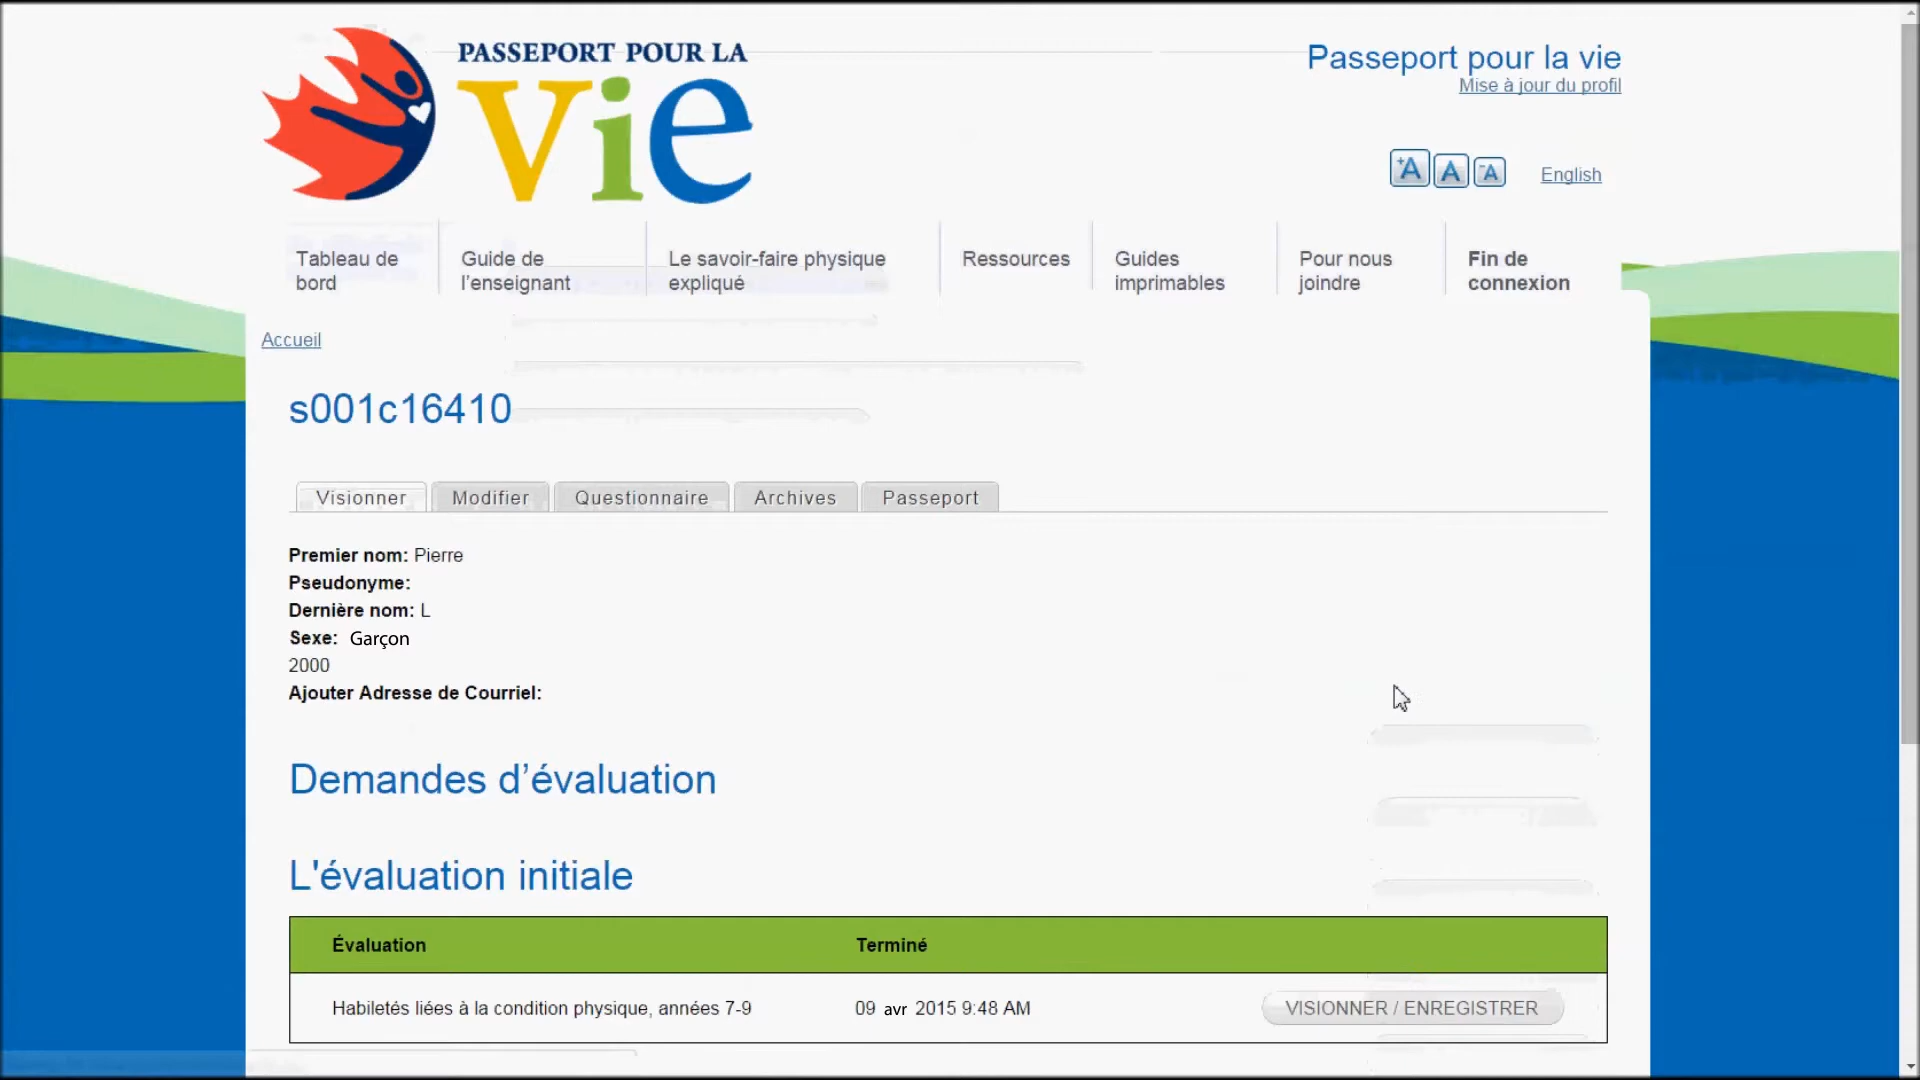 PASSEPORT POUR LA
vie
Passeport pour la vie
Mise à jour du profil
+A A -A English
Tableau de bord
Guide de l'enseignant
Le savoir-faire physique expliqué
Ressources
Guides imprimables
Pour nous joindre
Fin de connexion
Accueil
s001c16410
Visionner Modifier Questionnaire Archives Passeport
Premier nom: Pierre
Pseudonyme:
Dernière nom: L
Sexe: Garçon
2000
Ajouter Adresse de Courriel:
Demandes d’évaluation
L'évaluation initiale
Évaluation Terminé
Habiletés liées à la condition physique, années 7-9 09 avr 2015 9:48 AM VISIONNER / ENREGISTRER